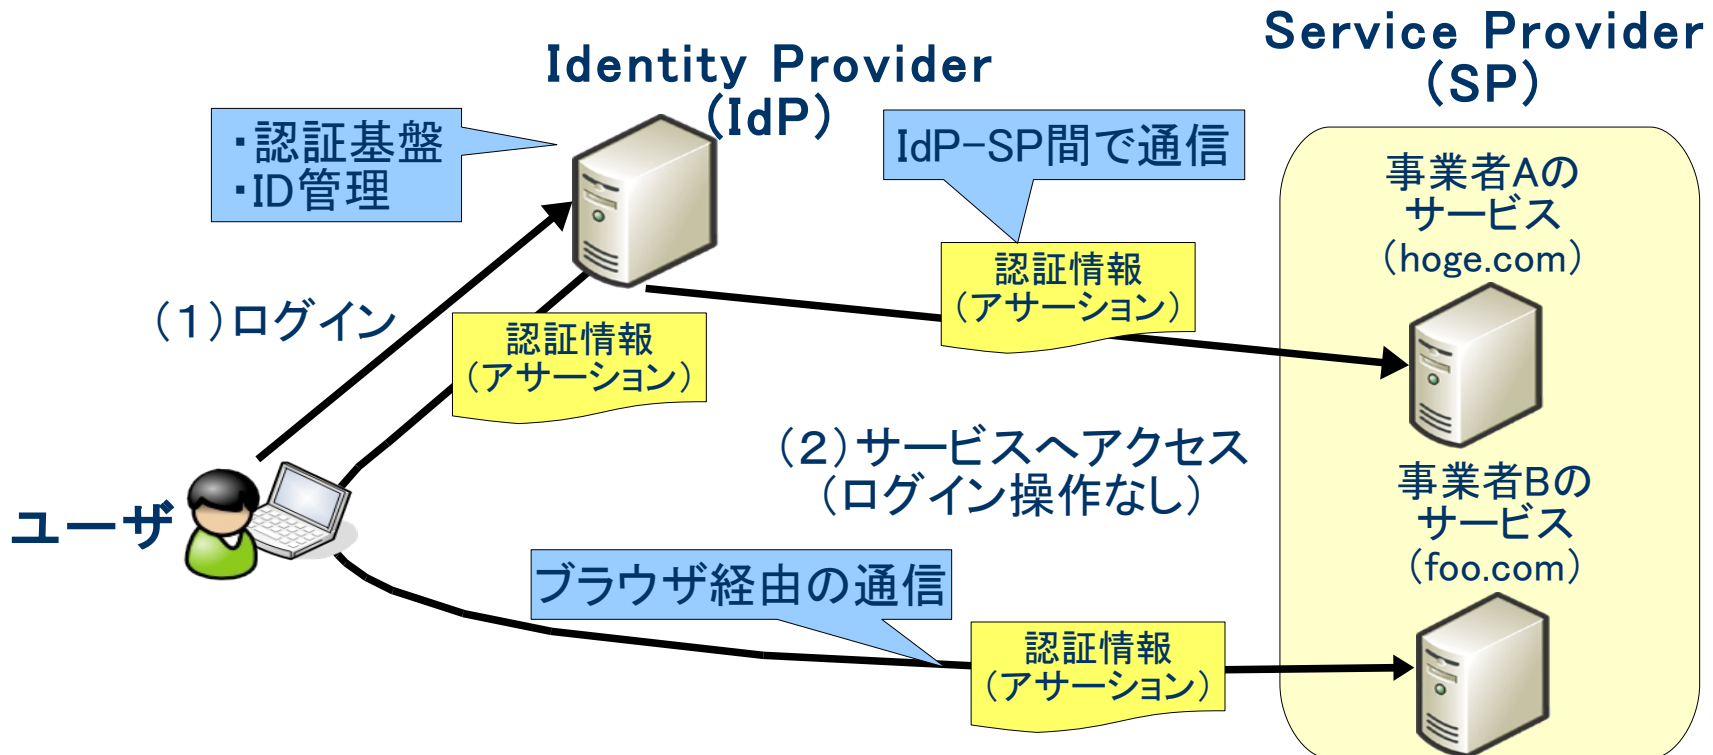 Identity Provider
(IdP)
Service Provider
(SP)
・認証基盤
・ID管理
IdP-SP間で通信
事業者Aの
サービス
(hoge.com)
認証情報
(アサーション)
(１)ログイン
認証情報
(アサーション)
(２)サービスへアクセス
(ログイン操作なし)
事業者Bの
サービス
(foo.com)
ユーザ
ブラウザ経由の通信
認証情報
(アサーション)